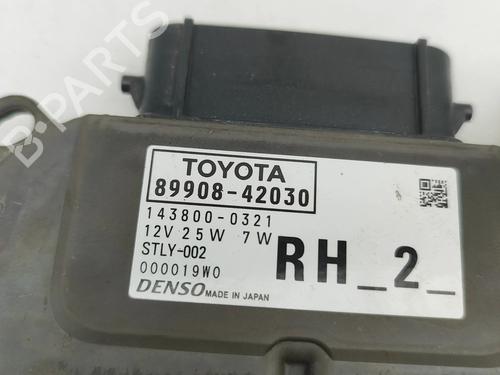 B-PARTS
TOYOTA
89908-42030
143800-0321
12V 25W 7W
STLY-002
000019W0
RH_2_
DENSO MADE IN JAPAN